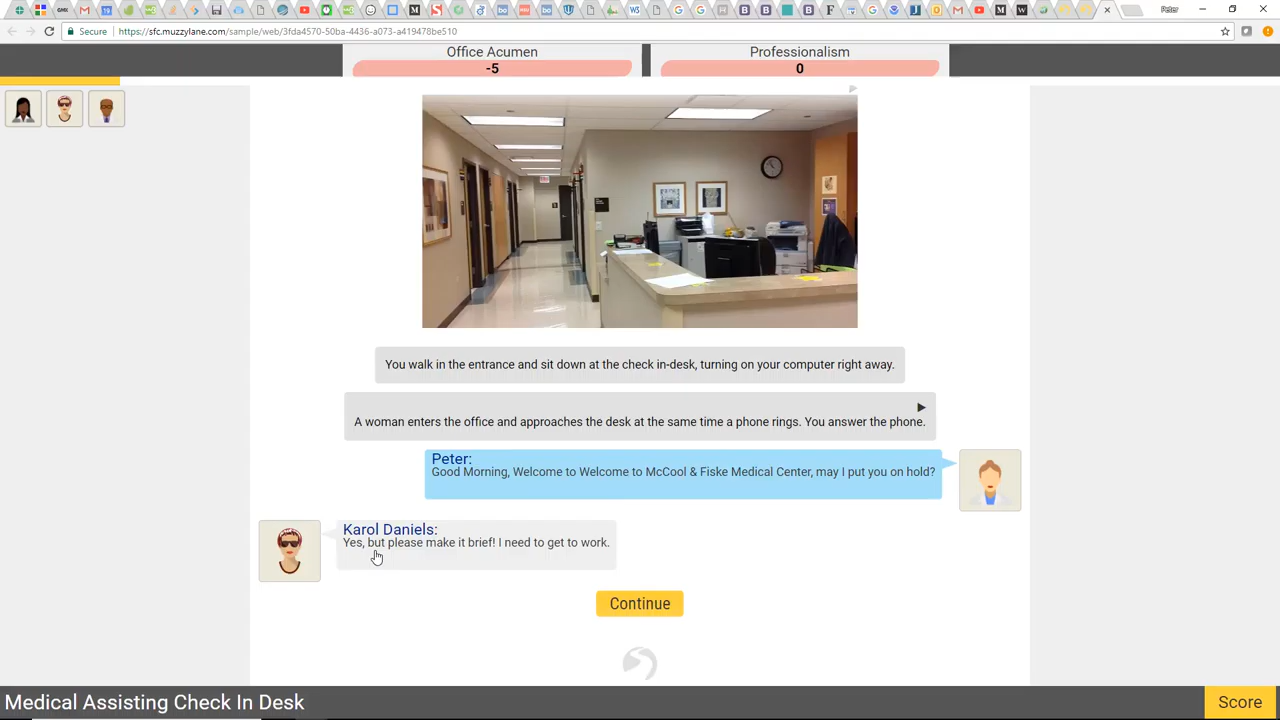 Peter
Secure
https://sfc.muzzylane.com/sample/web/3fda4570-50ba-4436-a073-a419478be510
Office Acumen
-5
Professionalism
0
You walk in the entrance and sit down at the check in-desk, turning on your computer right away.
A woman enters the office and approaches the desk at the same time a phone rings. You answer the phone.
Peter:
Good Morning, Welcome to Welcome to McCool & Fiske Medical Center, may I put you on hold?
Karol Daniels:
Yes, but please make it brief! I need to get to work.
Continue
Medical Assisting Check In Desk
Score